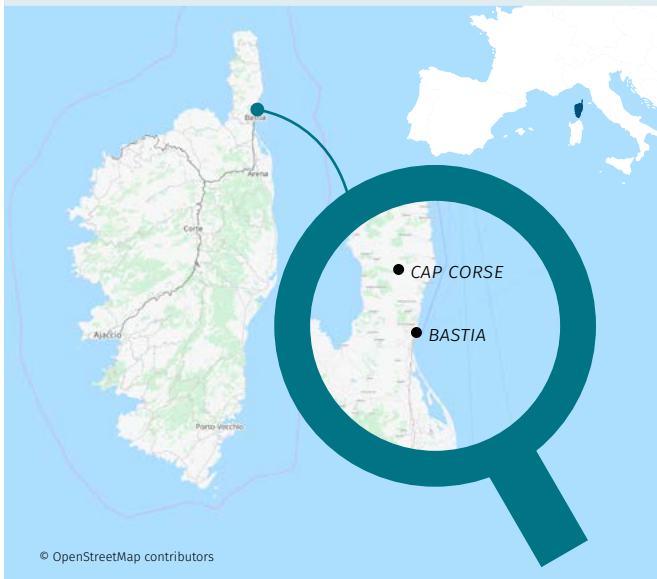 Bastia
Arena
Corte
Ajaccio
Porto-Vecchio
CAP CORSE
BASTIA
© OpenStreetMap contributors